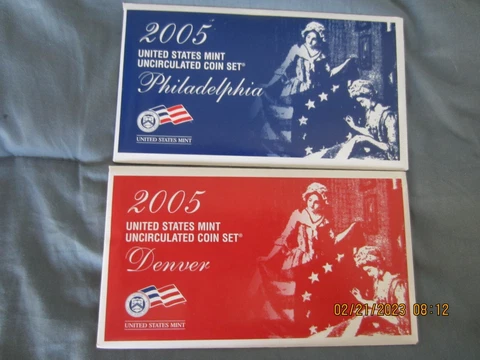 2005
UNITED STATES MINT
UNCIRCULATED COIN SET®
Philadelphia
UNITED STATES MINT
2005
UNITED STATES MINT
UNCIRCULATED COIN SET®
Denver
UNITED STATES MINT
02/21/2023 08:12